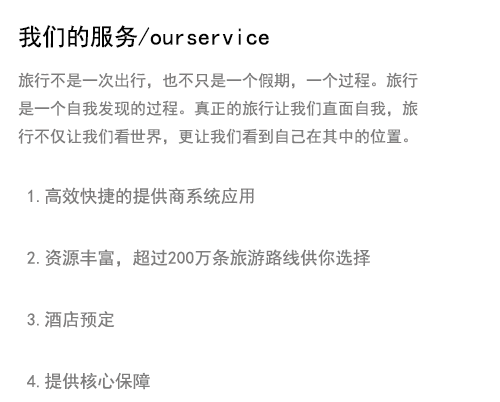 我们的服务/ourservice
旅行不是一次出行，也不只是一个假期，一个过程。旅行
是一个自我发现的过程。真正的旅行让我们直面自我，旅
行不仅让我们看世界，更让我们看到自己在其中的位置。
1.高效快捷的提供商系统应用
2.资源丰富，超过200万条旅游路线供你选择
3.酒店预定
4.提供核心保障